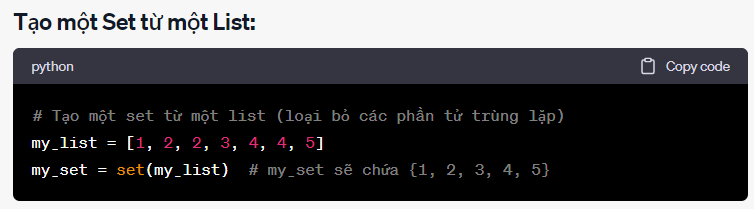 Tạo một Set từ một List:
python Copy code
# Tạo một set từ một list (loại bỏ các phần tử trùng lặp)
my_list = [1, 2, 2, 3, 4, 4, 5]
my_set = set(my_list)  # my_set sẽ chứa {1, 2, 3, 4, 5}